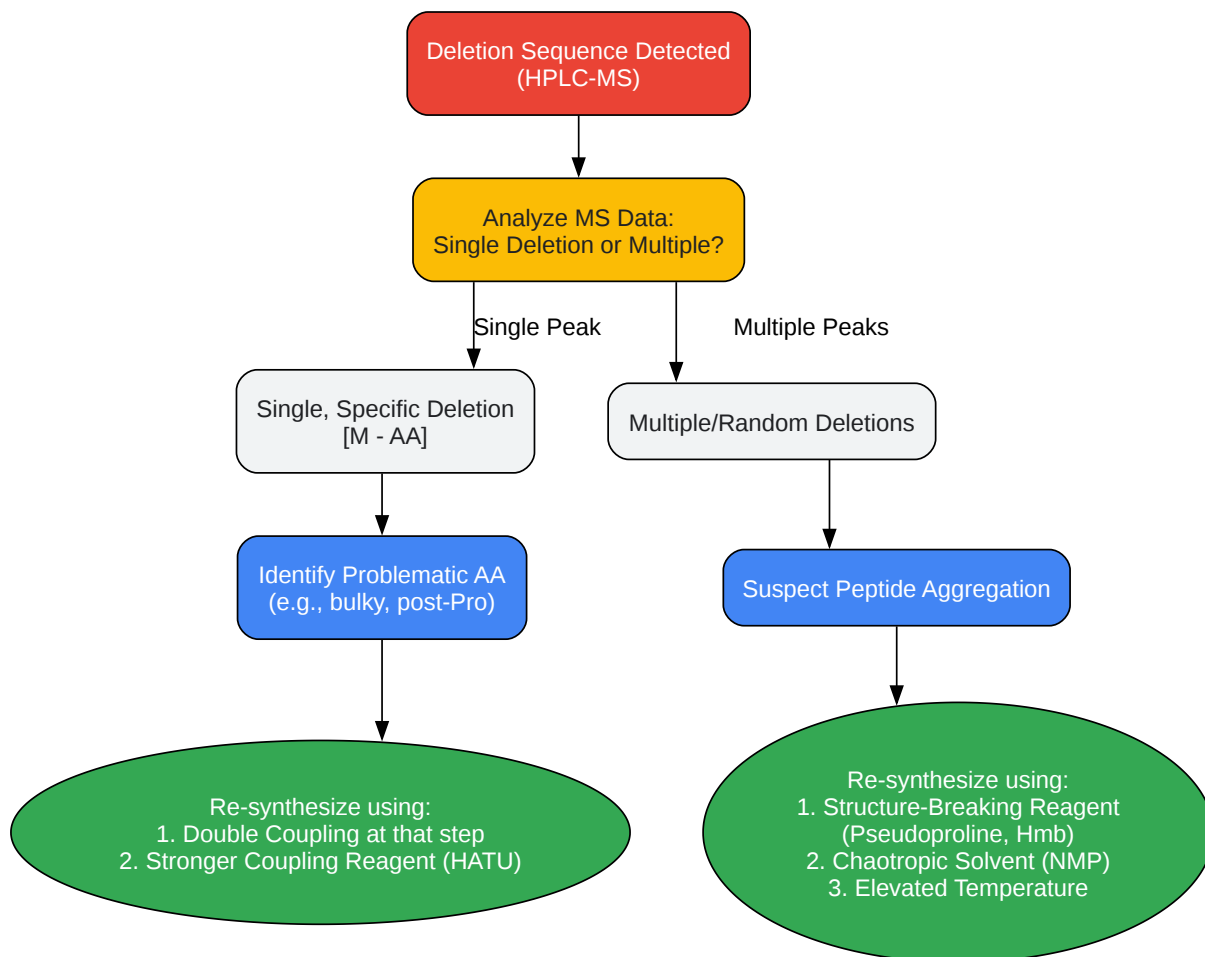 Deletion Sequence Detected
(HPLC-MS)
Analyze MS Data:
Single Deletion or Multiple?
Single Peak
Multiple Peaks
Single, Specific Deletion
[M - AA]
Multiple/Random Deletions
Identify Problematic AA
(e.g., bulky, post-Pro)
Suspect Peptide Aggregation
Re-synthesize using:
1. Double Coupling at that step
2. Stronger Coupling Reagent (HATU)
Re-synthesize using:
1. Structure-Breaking Reagent
(Pseudoproline, Hmb)
2. Chaotropic Solvent (NMP)
3. Elevated Temperature